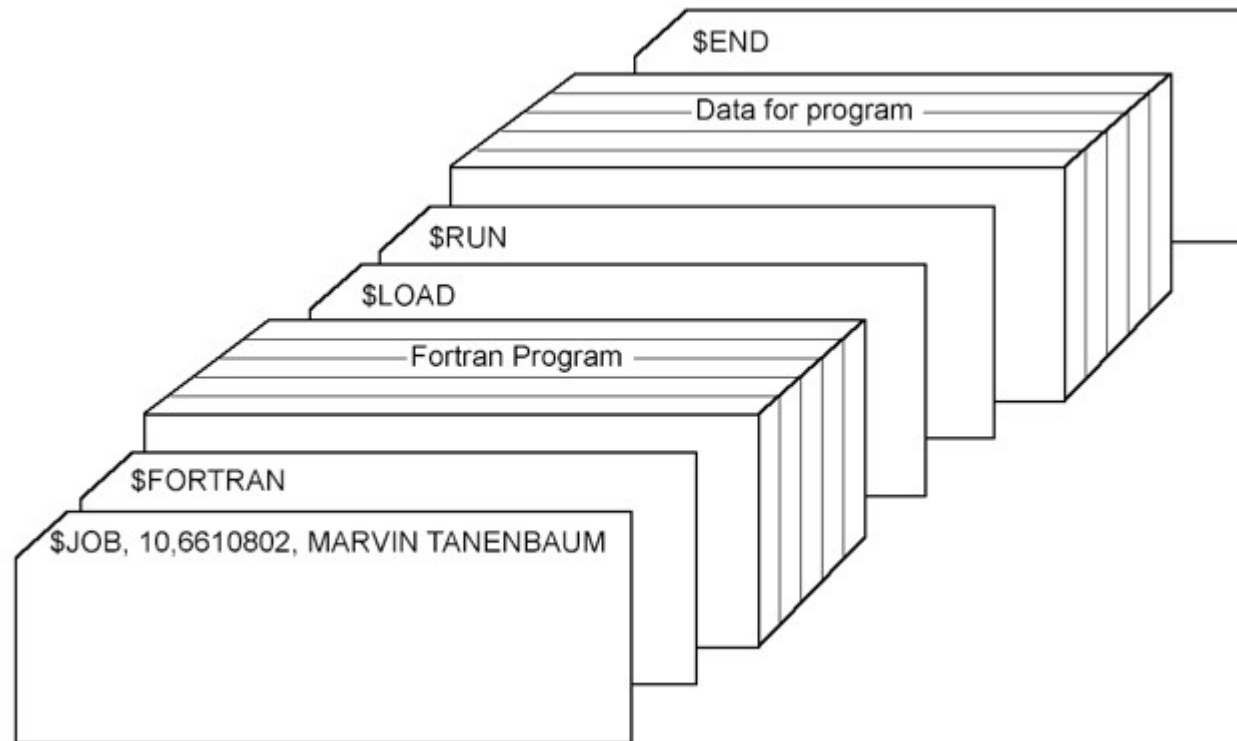 $END
Data for program
$RUN
$LOAD
Fortran Program
$FORTRAN
$JOB, 10,6610802, MARVIN TANENBAUM